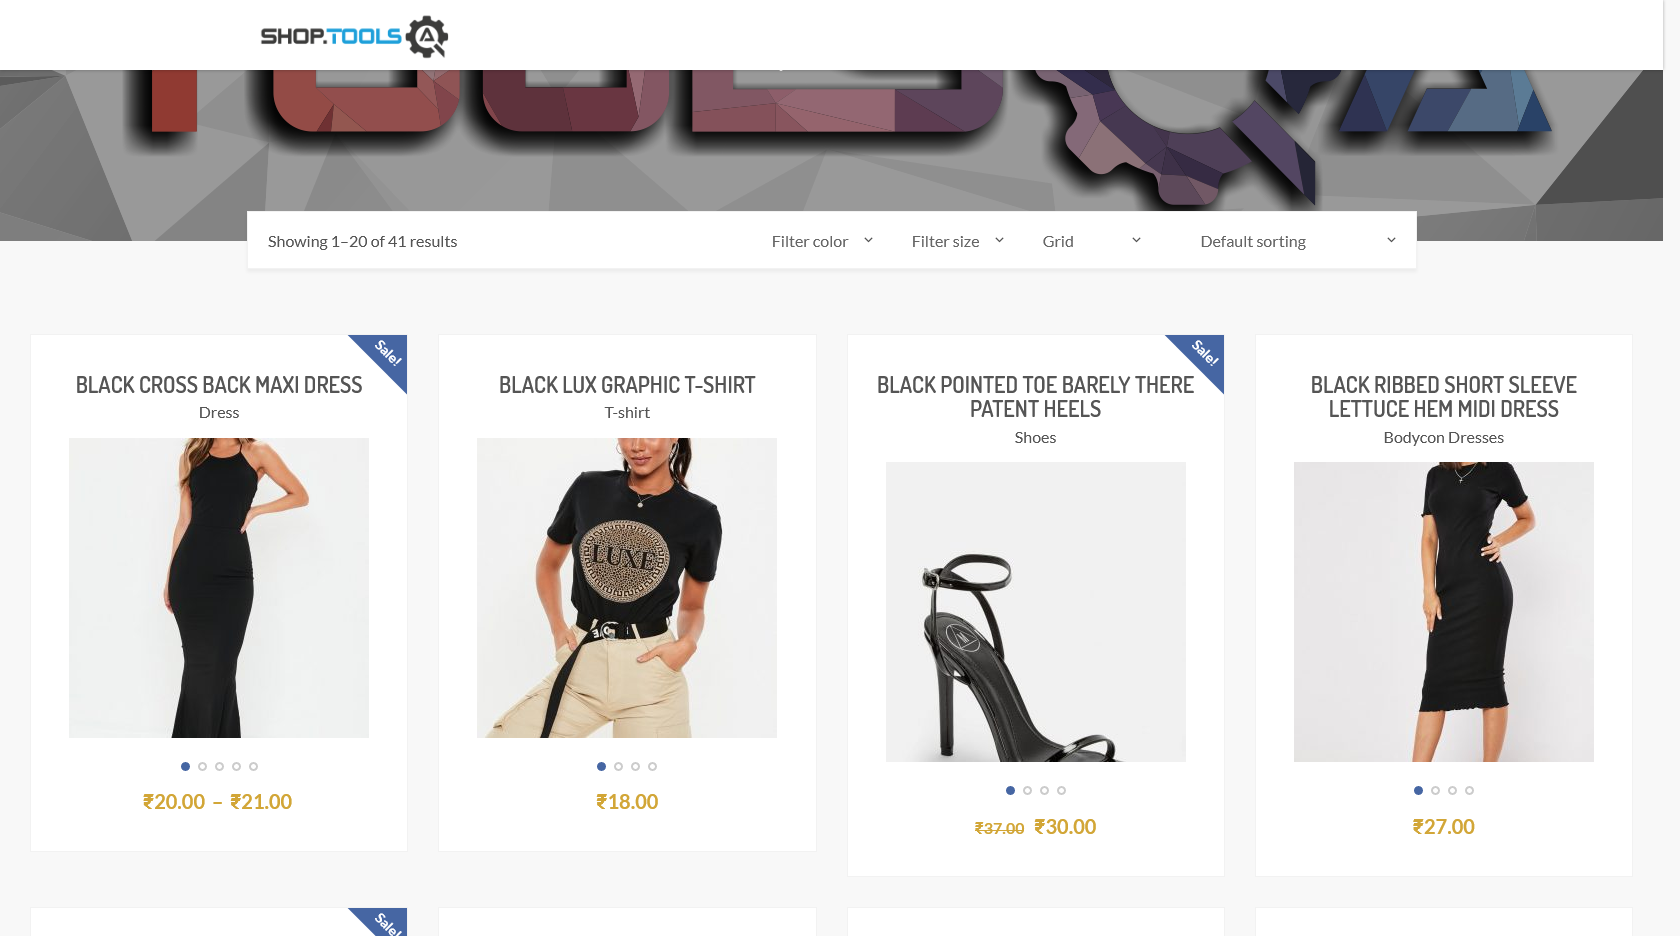 SHOP.TOOLS
TOOLS QA
Showing 1–20 of 41 results
Filter color
Filter size
Grid
Default sorting
Sale!
BLACK CROSS BACK MAXI DRESS
Dress
₹20.00 – ₹21.00
BLACK LUX GRAPHIC T-SHIRT
T-shirt
LUXE
₹18.00
Sale!
BLACK POINTED TOE BARELY THERE
PATENT HEELS
Shoes
₹37.00 ₹30.00
BLACK RIBBED SHORT SLEEVE
LETTUCE HEM MIDI DRESS
Bodycon Dresses
₹27.00
Sale!